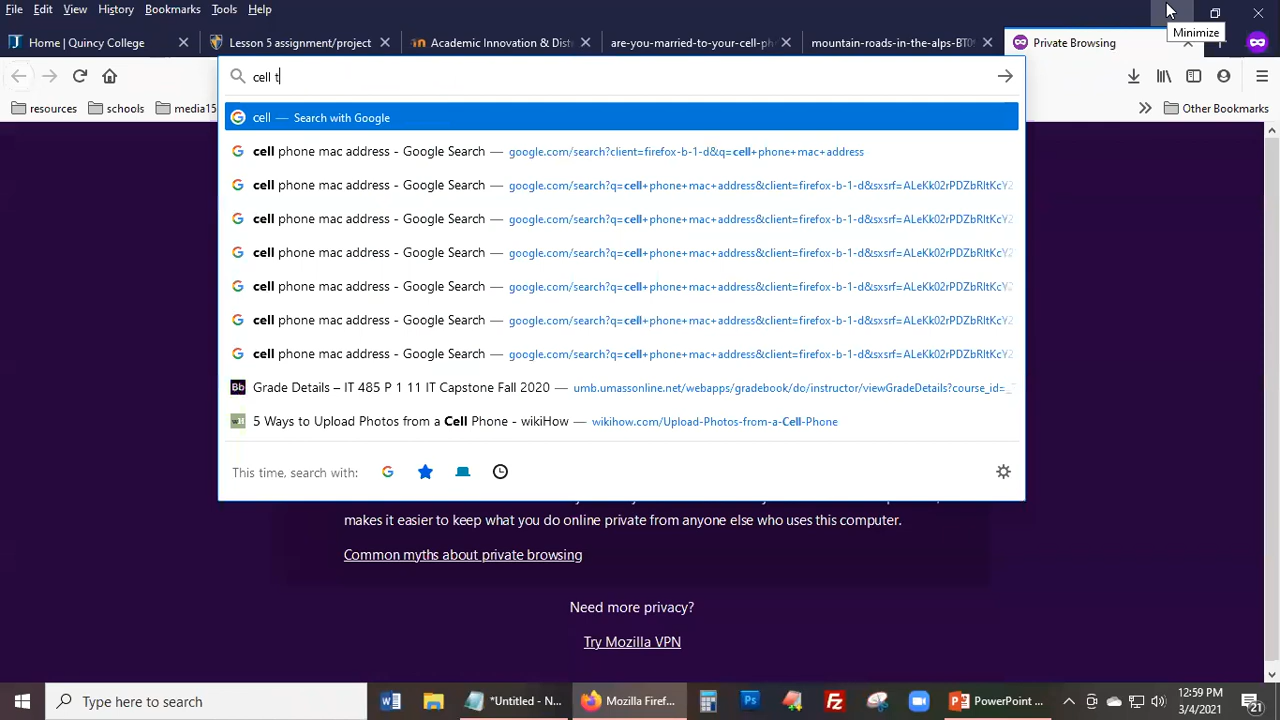 File Edit View History Bookmarks Tools Help
Minimize
Home | Quincy College
Lesson 5 assignment/project
Academic Innovation & Dist
are-you-married-to-your-cell-ph
mountain-roads-in-the-alps-BT09
Private Browsing
cell t
resources schools media15 Other Bookmarks
cell — Search with Google
cell phone mac address - Google Search — google.com/search?client=firefox-b-1-d&q=cell+phone+mac+address
cell phone mac address - Google Search — google.com/search?q=cell+phone+mac+address&client=firefox-b-1-d&sxsrf=ALeKk02rPDZbRltKcY2
cell phone mac address - Google Search — google.com/search?q=cell+phone+mac+address&client=firefox-b-1-d&sxsrf=ALeKk02rPDZbRltKcY2
cell phone mac address - Google Search — google.com/search?q=cell+phone+mac+address&client=firefox-b-1-d&sxsrf=ALeKk02rPDZbRltKcY2
cell phone mac address - Google Search — google.com/search?q=cell+phone+mac+address&client=firefox-b-1-d&sxsrf=ALeKk02rPDZbRltKcY2
cell phone mac address - Google Search — google.com/search?q=cell+phone+mac+address&client=firefox-b-1-d&sxsrf=ALeKk02rPDZbRltKcY2
cell phone mac address - Google Search — google.com/search?q=cell+phone+mac+address&client=firefox-b-1-d&sxsrf=ALeKk02rPDZbRltKcY2
Bb Grade Details – IT 485 P 1 11 IT Capstone Fall 2020 — umb.umassonline.net/webapps/gradebook/do/instructor/viewGradeDetails?course_id=_
5 Ways to Upload Photos from a Cell Phone - wikiHow — wikihow.com/Upload-Photos-from-a-Cell-Phone
This time, search with:
makes it easier to keep what you do online private from anyone else who uses this computer.
Common myths about private browsing
Need more privacy?
Try Mozilla VPN
Type here to search
*Untitled - N...
Mozilla Firef...
PowerPoint ...
12:59 PM
3/4/2021
21